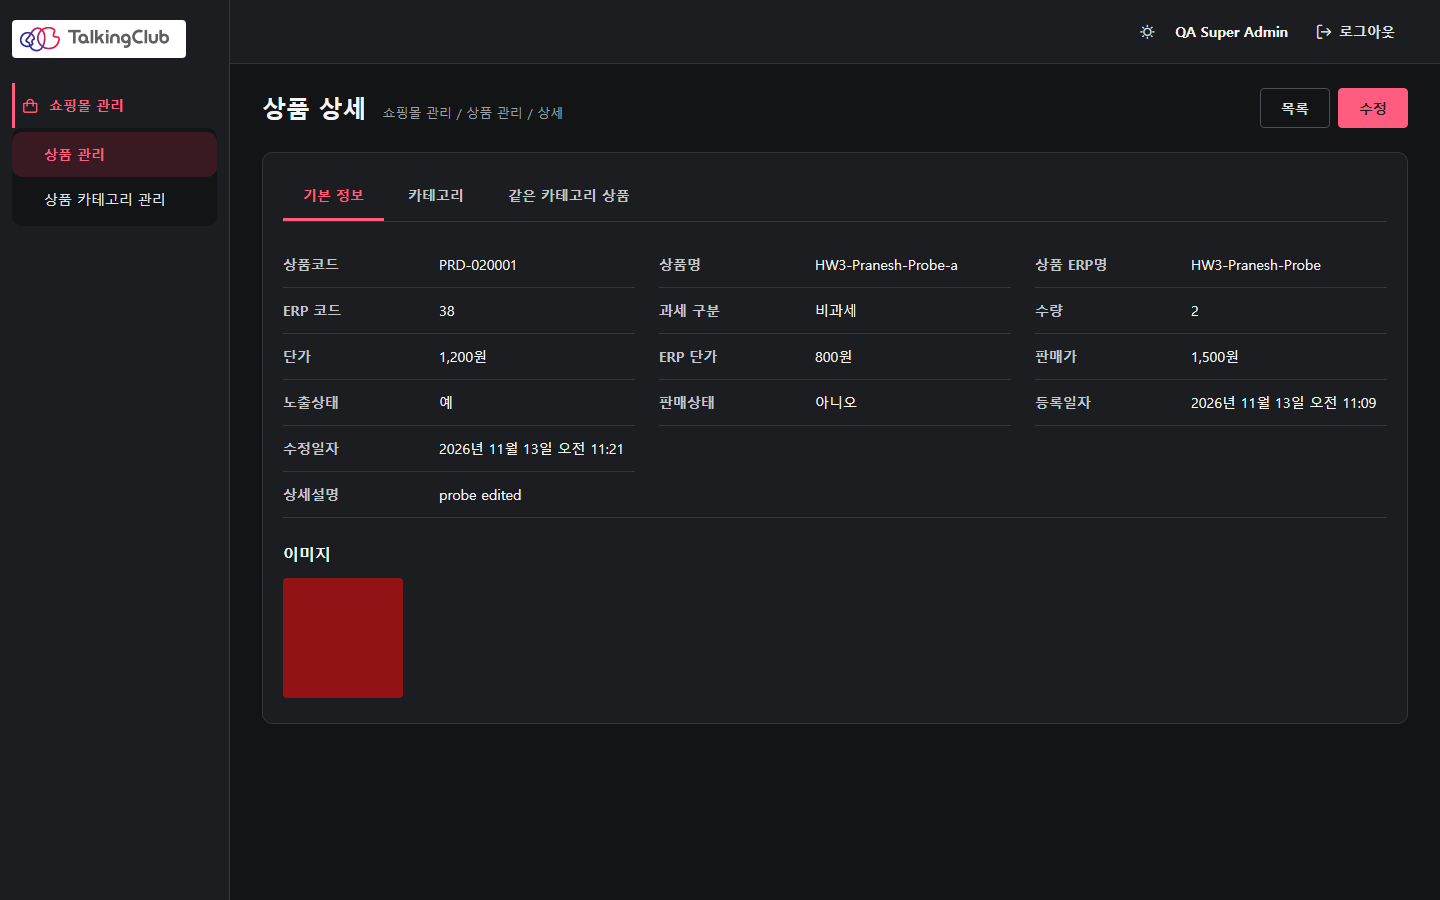 TalkingClub
QA Super Admin
로그아웃
쇼핑몰 관리
상품 관리
상품 카테고리 관리
상품 상세
쇼핑몰 관리 / 상품 관리 / 상세
목록
수정
기본 정보
카테고리
같은 카테고리 상품
상품코드 PRD-020001
상품명 HW3-Pranesh-Probe-a
상품 ERP명 HW3-Pranesh-Probe
ERP 코드 38
과세 구분 비과세
수량 2
단가 1,200원
ERP 단가 800원
판매가 1,500원
노출상태 예
판매상태 아니오
등록일자 2026년 11월 13일 오전 11:09
수정일자 2026년 11월 13일 오전 11:21
상세설명 probe edited
이미지